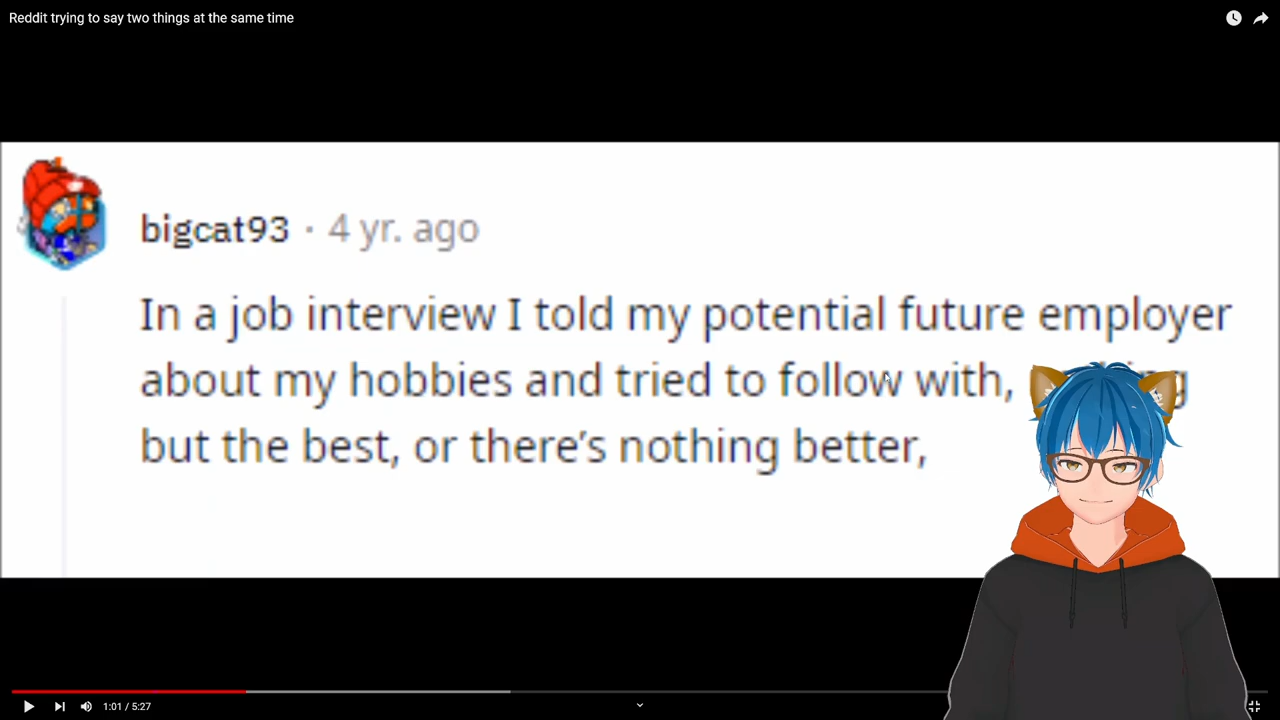 Reddit trying to say two things at the same time
bigcat93 · 4 yr. ago
In a job interview I told my potential future employer
about my hobbies and tried to follow with,
but the best, or there’s nothing better,
1:01 / 5:27